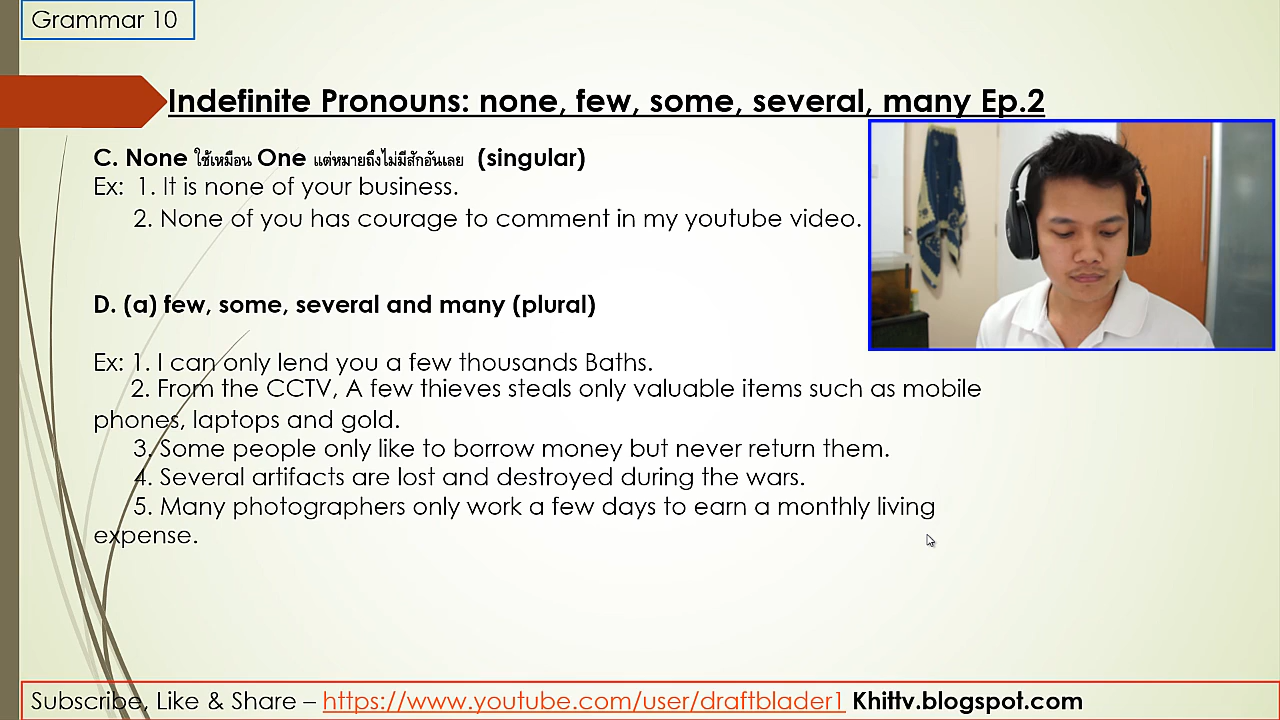 Grammar 10
Indefinite Pronouns: none, few, some, several, many Ep.2
C. None ใช้เหมือน One แต่หมายถึงไม่มีสักอันเลย (singular)
Ex: 1. It is none of your business.
2. None of you has courage to comment in my youtube video.
D. (a) few, some, several and many (plural)
Ex: 1. I can only lend you a few thousands Baths.
2. From the CCTV, A few thieves steals only valuable items such as mobile
phones, laptops and gold.
3. Some people only like to borrow money but never return them.
4. Several artifacts are lost and destroyed during the wars.
5. Many photographers only work a few days to earn a monthly living
expense.
Subscribe, Like & Share – https://www.youtube.com/user/draftblader1 Khittv.blogspot.com